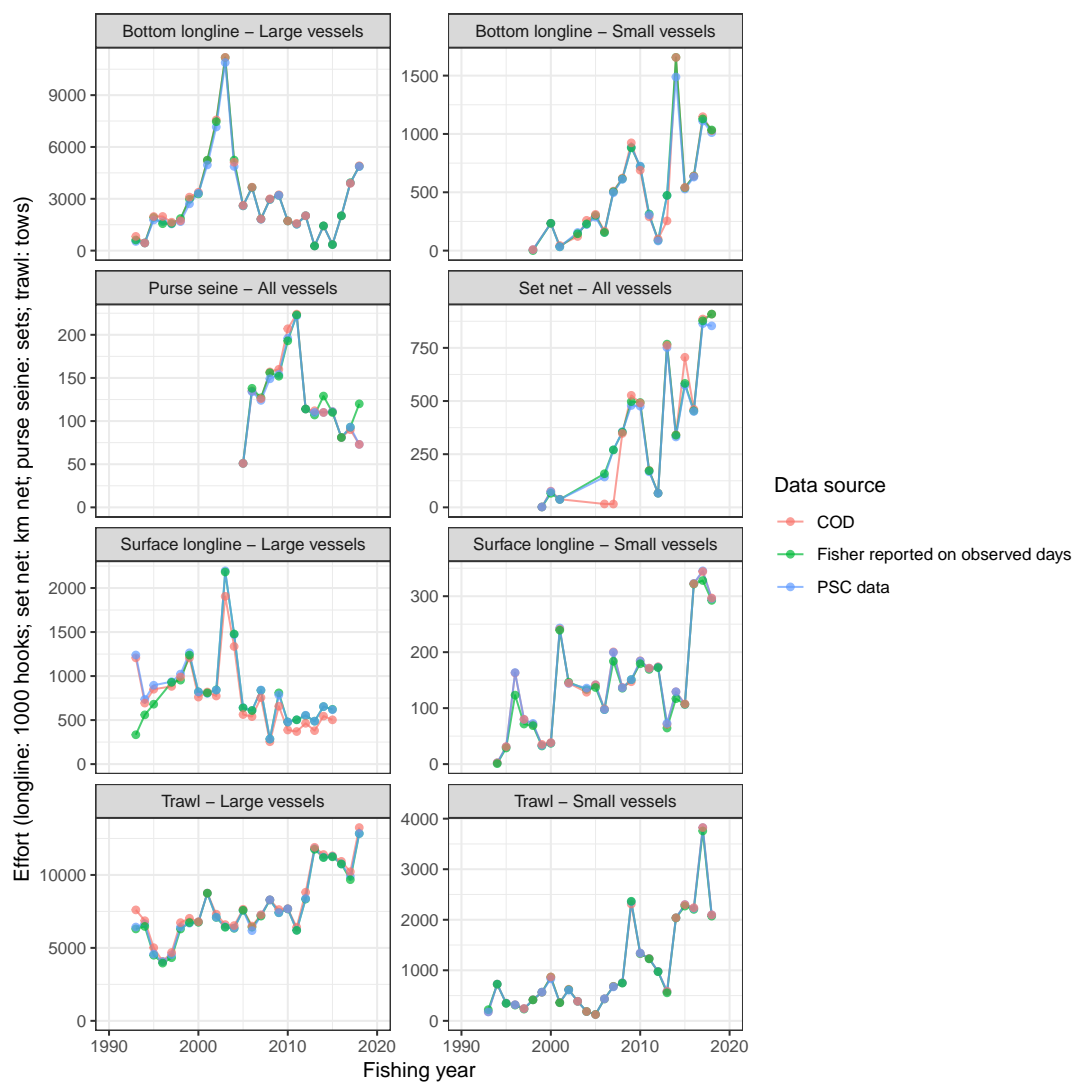 Bottom longline − Large vessels
Bottom longline − Small vessels
9000
6000
3000
0
1500
1000
500
0
Purse seine − All vessels
Set net − All vessels
200
150
100
50
0
750
500
250
0
Surface longline − Large vessels
Surface longline − Small vessels
2000
1500
1000
500
0
300
200
100
0
Trawl − Large vessels
Trawl − Small vessels
10000
5000
0
4000
3000
2000
1000
0
1990 2000 2010 2020
1990 2000 2010 2020
Fishing year
Effort (longline: 1000 hooks; set net: km net; purse seine: sets; trawl: tows)
Data source
COD
Fisher reported on observed days
PSC data